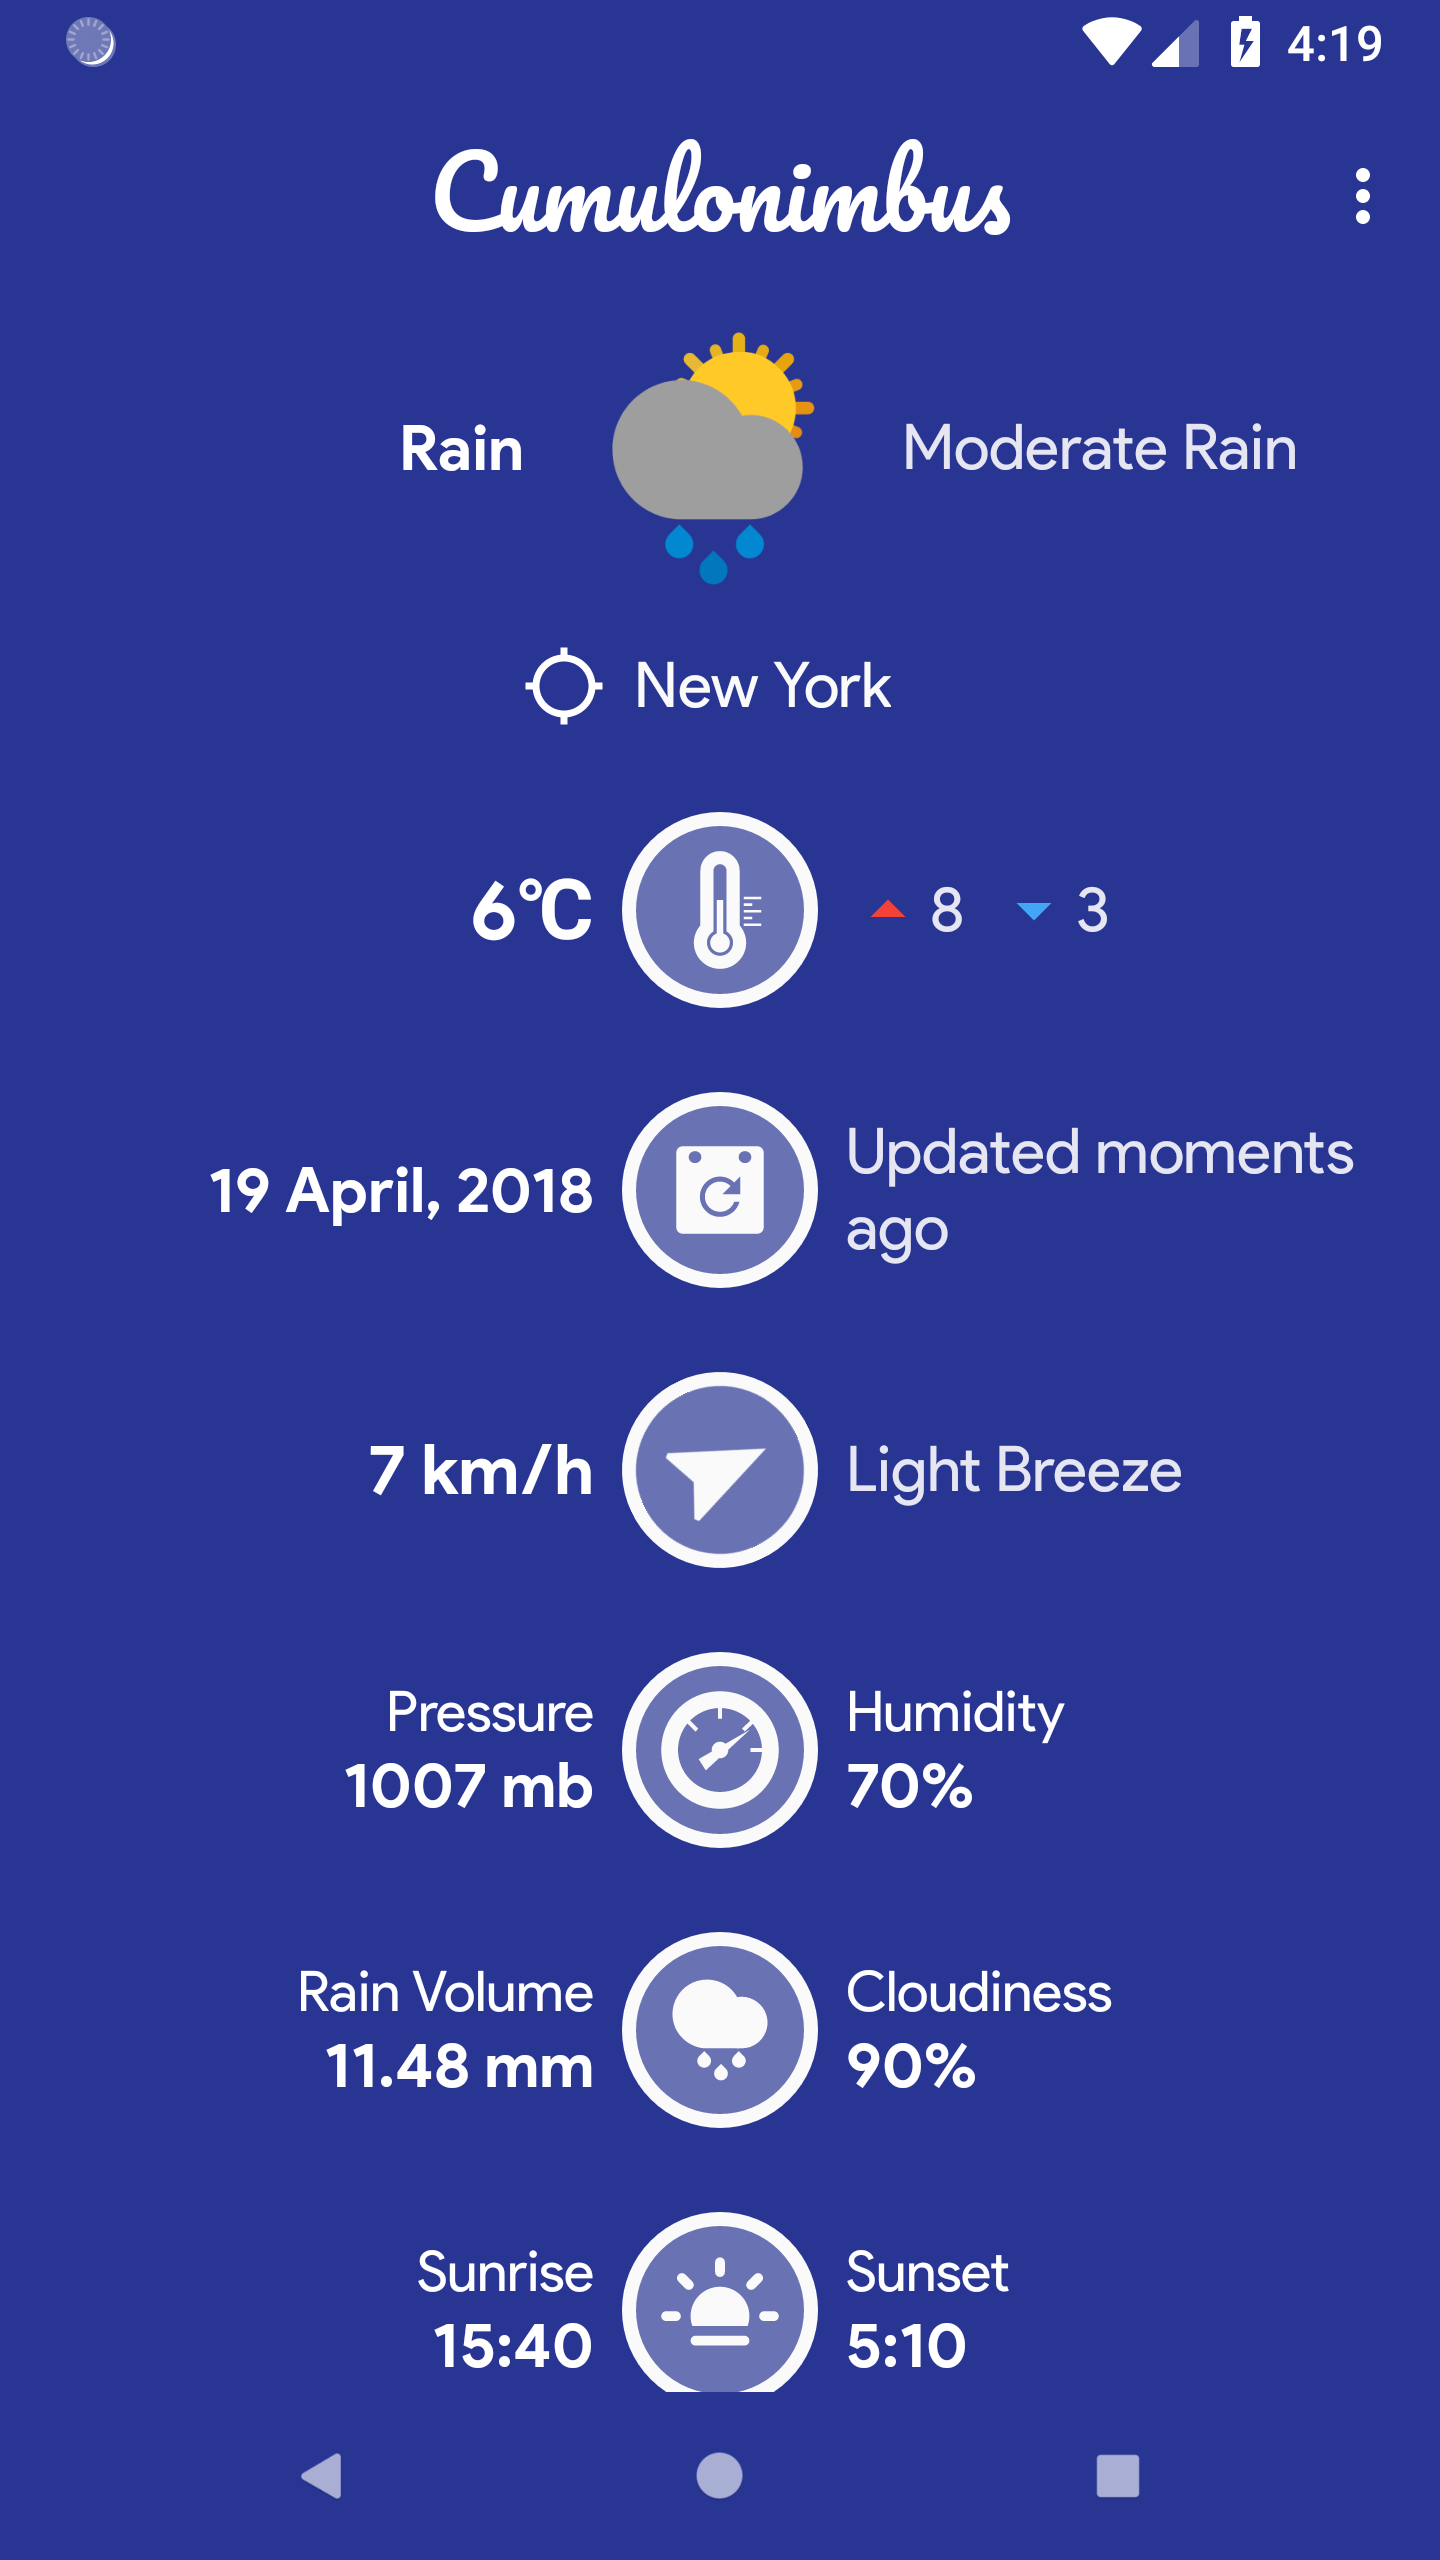 4:19
Cumulonimbus
Rain
Moderate Rain
New York
6°C
8
3
19 April, 2018
Updated moments
ago
7 km/h
Light Breeze
Pressure
1007 mb
Humidity
70%
Rain Volume
11.48 mm
Cloudiness
90%
Sunrise
15:40
Sunset
5:10